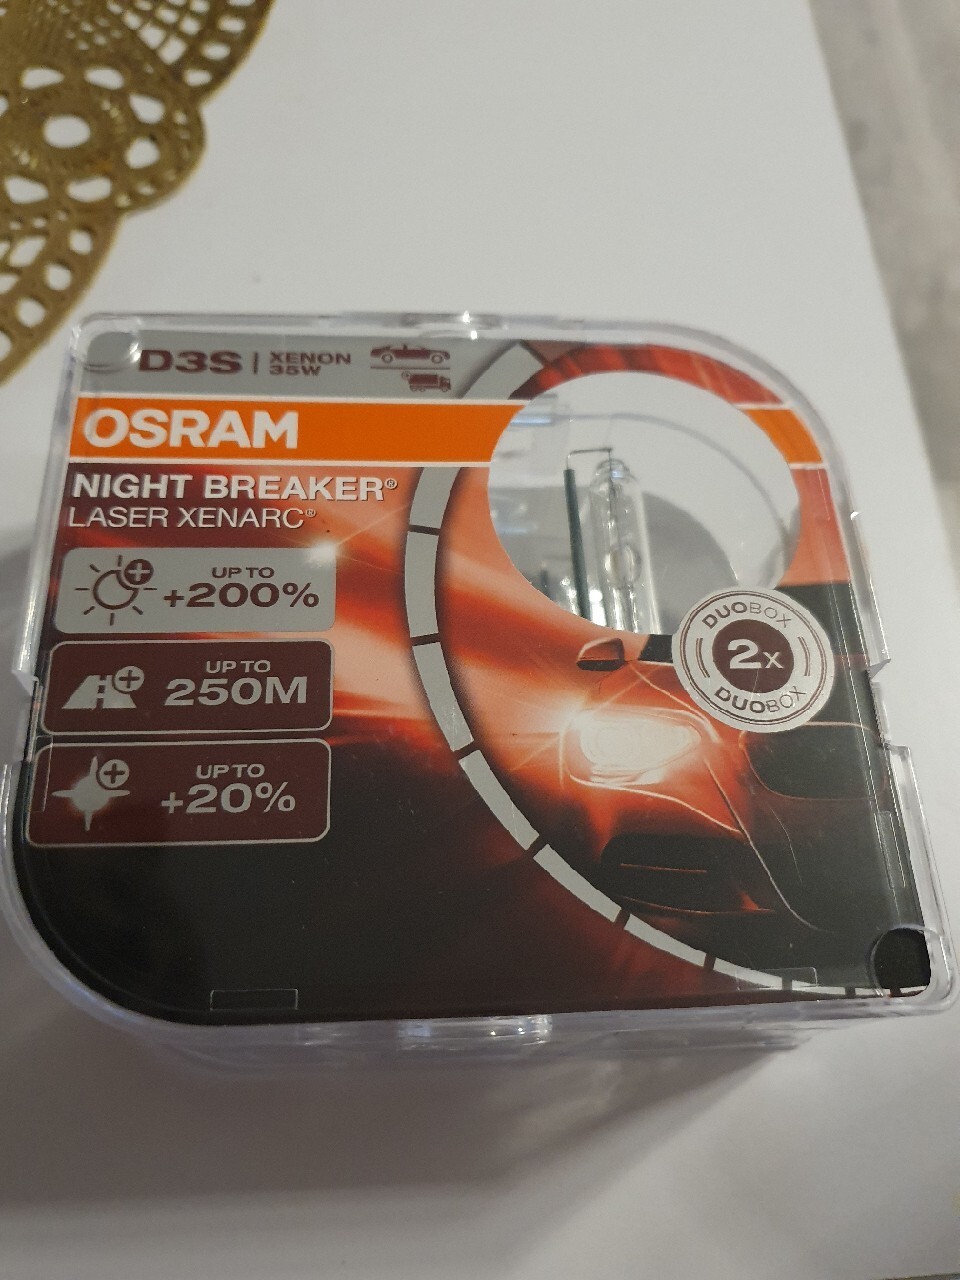 D3S | XENON
35W
OSRAM
NIGHT BREAKER®
LASER XENARC®
UP TO
+200%
UP TO
250M
UP TO
+20%
DUOBOX
2x
DUOBOX